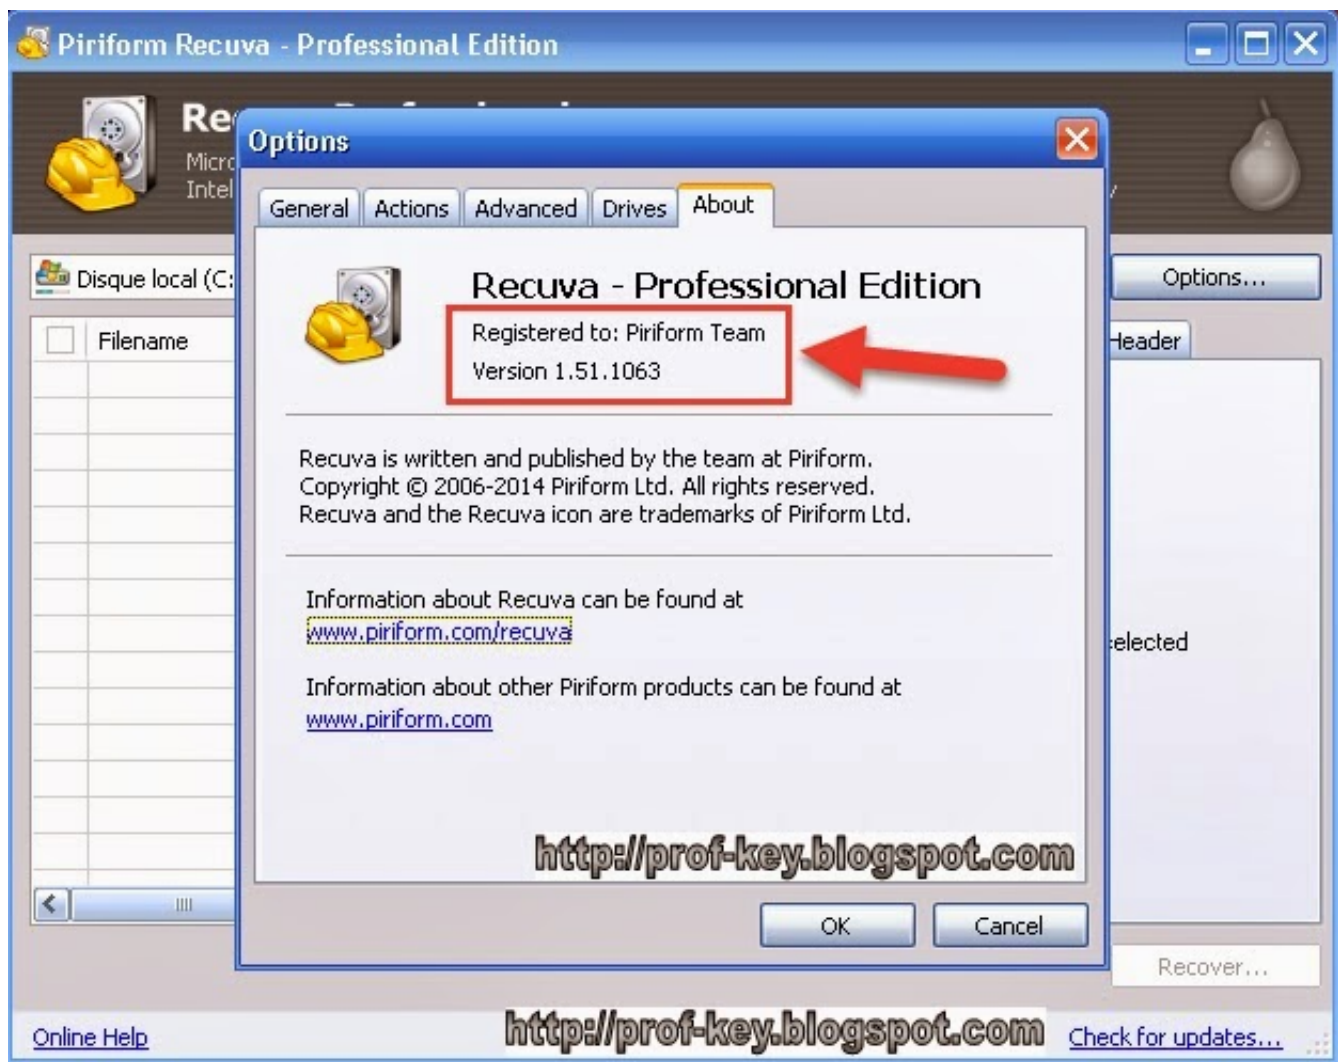 Piriform Recuva - Professional Edition
Options
General Actions Advanced Drives About
Disque local (C:
Options...
Recuva - Professional Edition
Registered to: Piriform Team
Version 1.51.1063
Filename
Recuva is written and published by the team at Piriform.
Copyright © 2006-2014 Piriform Ltd. All rights reserved.
Recuva and the Recuva icon are trademarks of Piriform Ltd.
Information about Recuva can be found at
www.piriform.com/recuva
Information about other Piriform products can be found at
www.piriform.com
http://prof-key.blogspot.com
OK Cancel
Recover...
Online Help
http://prof-key.blogspot.com
Check for updates...